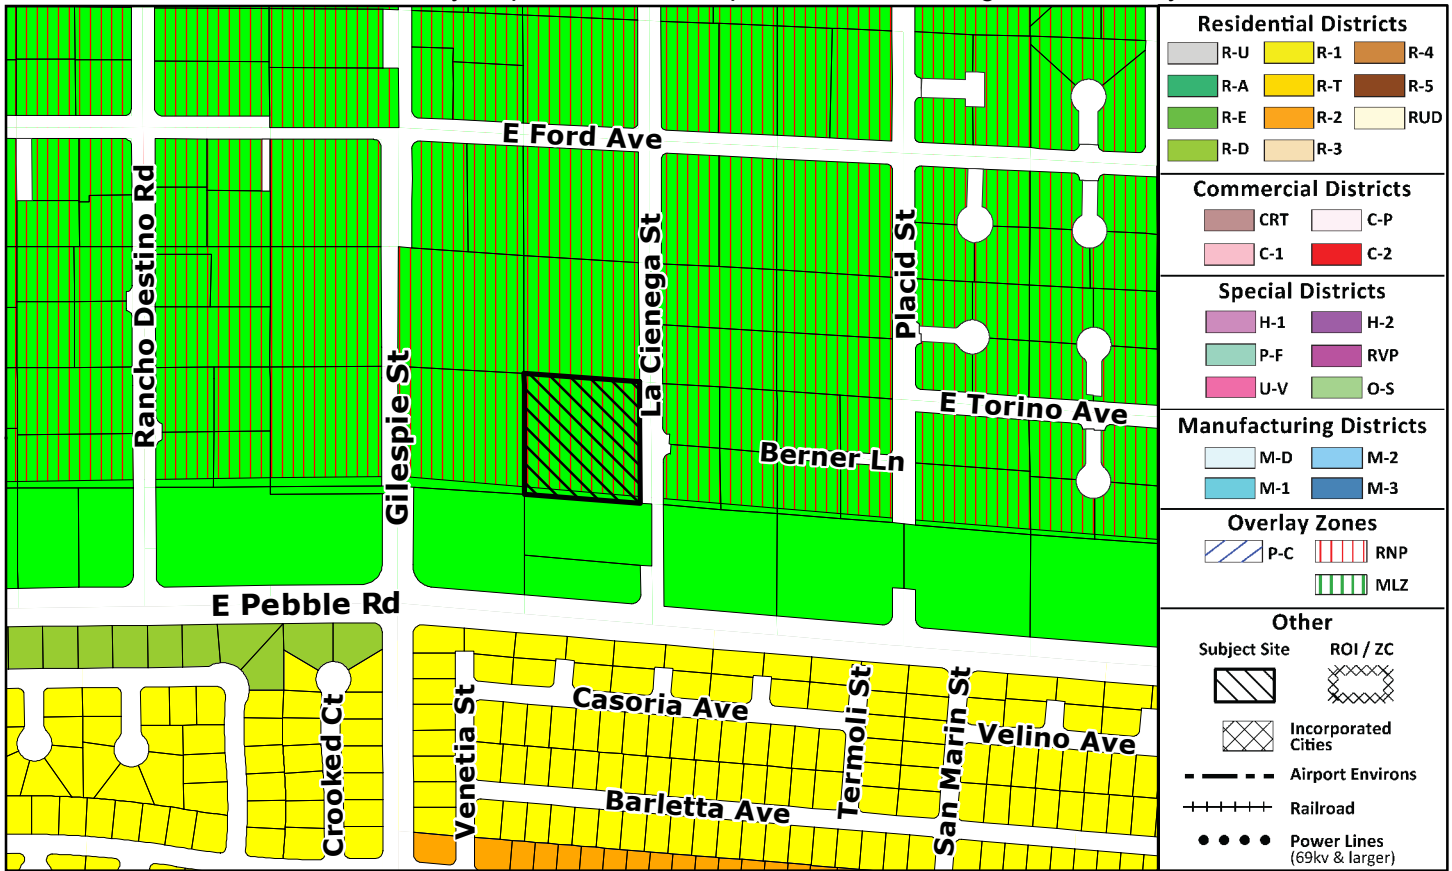 E Ford Ave
Rancho Destino Rd
La Cienega St
Placid St
Gilespie St
E Torino Ave
Berner Ln
E Pebble Rd
Crooked Ct
Venetia St
Casoria Ave
Termoli St
San Marin St
Velino Ave
Barletta Ave
Residential Districts
R-U R-1 R-4
R-A R-T R-5
R-E R-2 RUD
R-D R-3
Commercial Districts
CRT C-P
C-1 C-2
Special Districts
H-1 H-2
P-F RVP
U-V O-S
Manufacturing Districts
M-D M-2
M-1 M-3
Overlay Zones
P-C RNP
MLZ
Other
Subject Site ROI / ZC
Incorporated
Cities
Airport Environs
Railroad
Power Lines
(69kv & larger)